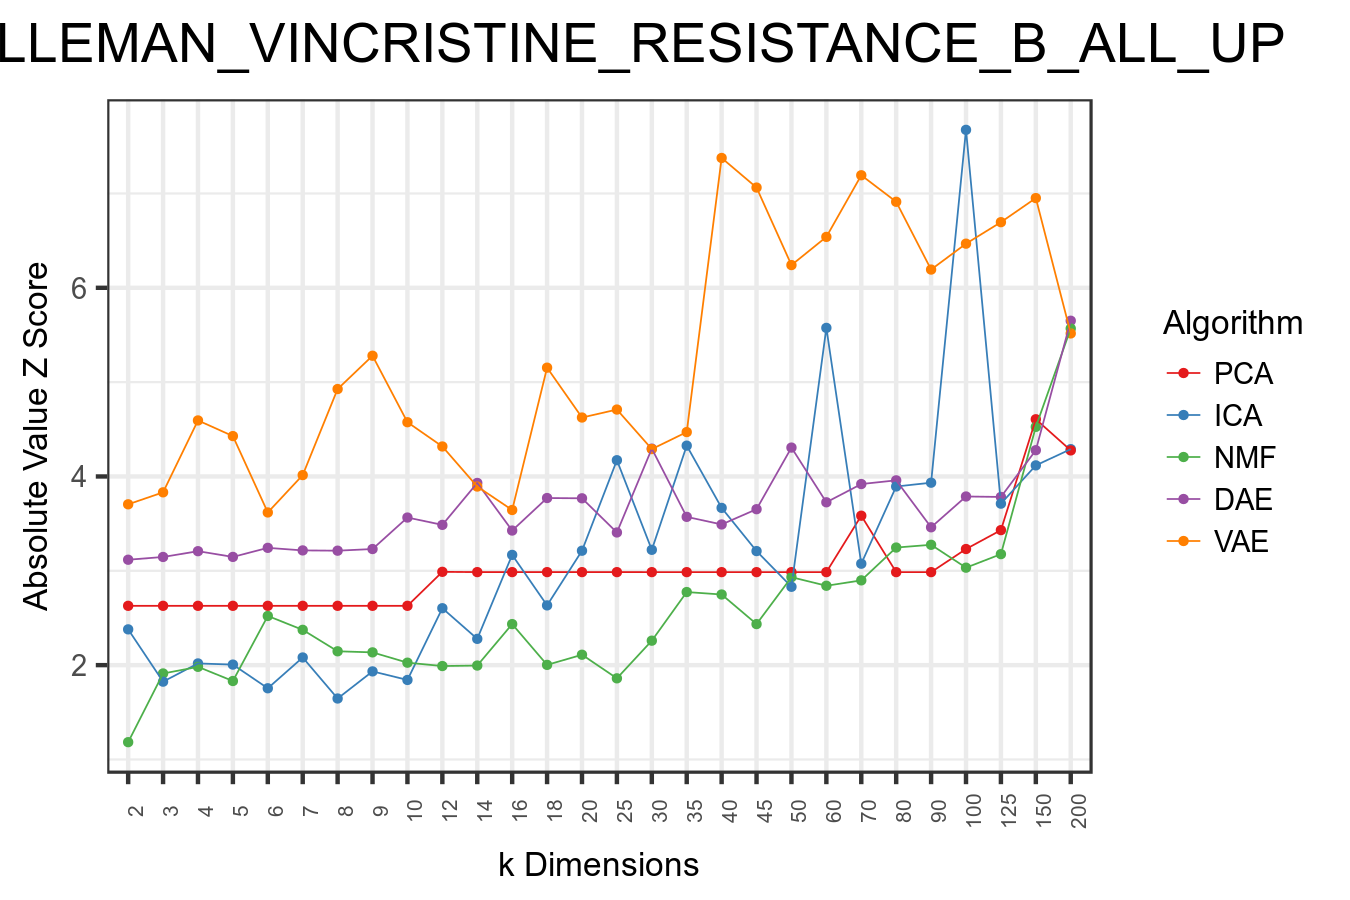 LLEMAN_VINCRISTINE_RESISTANCE_B_ALL_UP
Absolute Value Z Score
6
4
2
2 3 4 5 6 7 8 9 10 12 14 16 18 20 25 30 35 40 45 50 60 70 80 90 100 125 150 200
k Dimensions
Algorithm
PCA
ICA
NMF
DAE
VAE